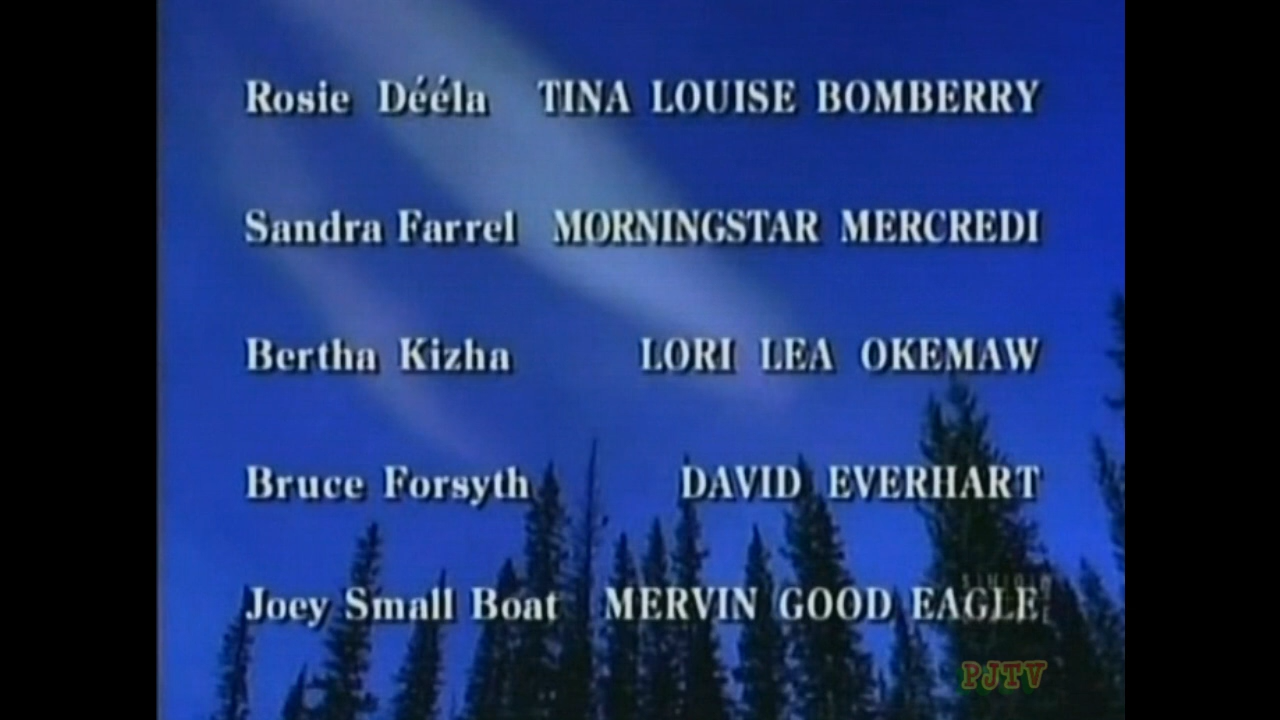 Rosie Dééla TINA LOUISE BOMBERRY
Sandra Farrel MORNINGSTAR MERCREDI
Bertha Kizha LORI LEA OKEMAW
Bruce Forsyth DAVID EVERHART
Joey Small Boat MERVIN GOOD EAGLE
PJTV